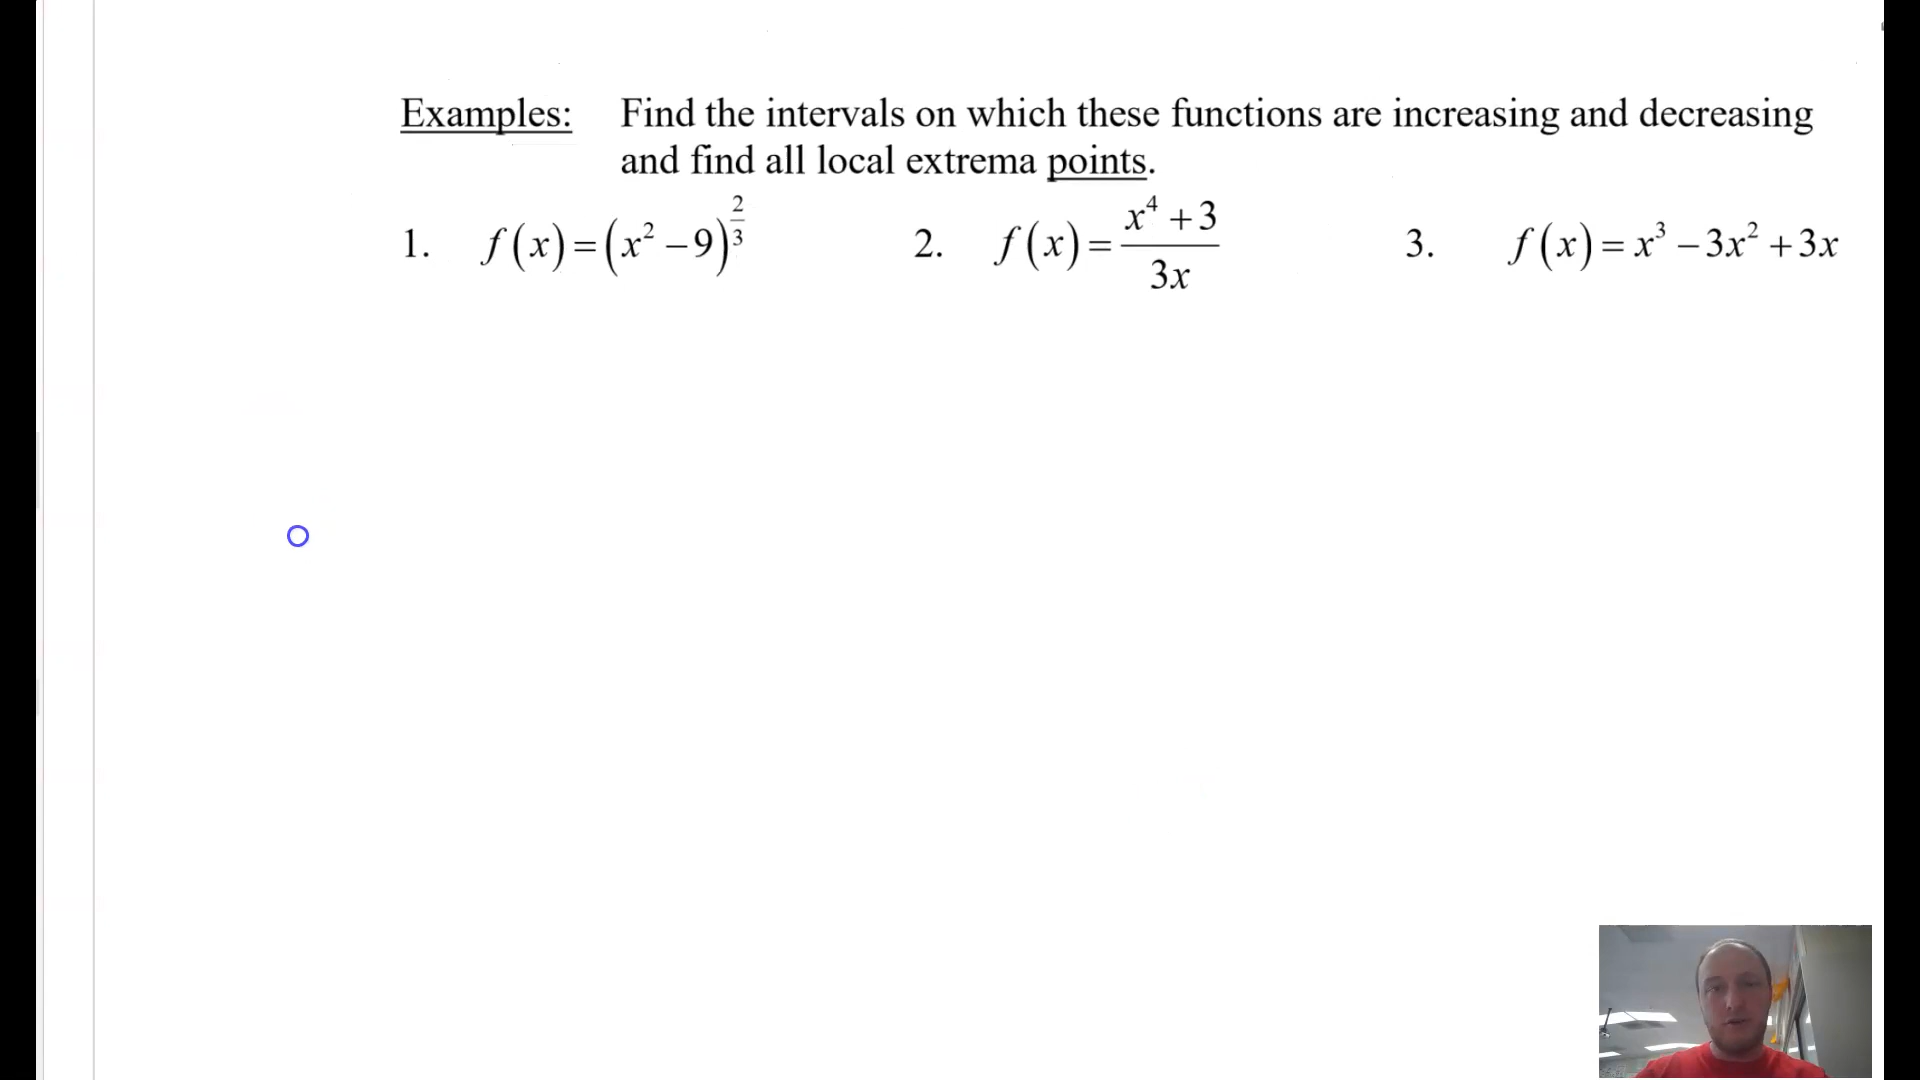 Examples: Find the intervals on which these functions are increasing and decreasing
and find all local extrema points.
1. f(x)=(x²−9)^(2/3) 2. f(x)=(x⁴+3)/(3x) 3. f(x)=x³−3x²+3x